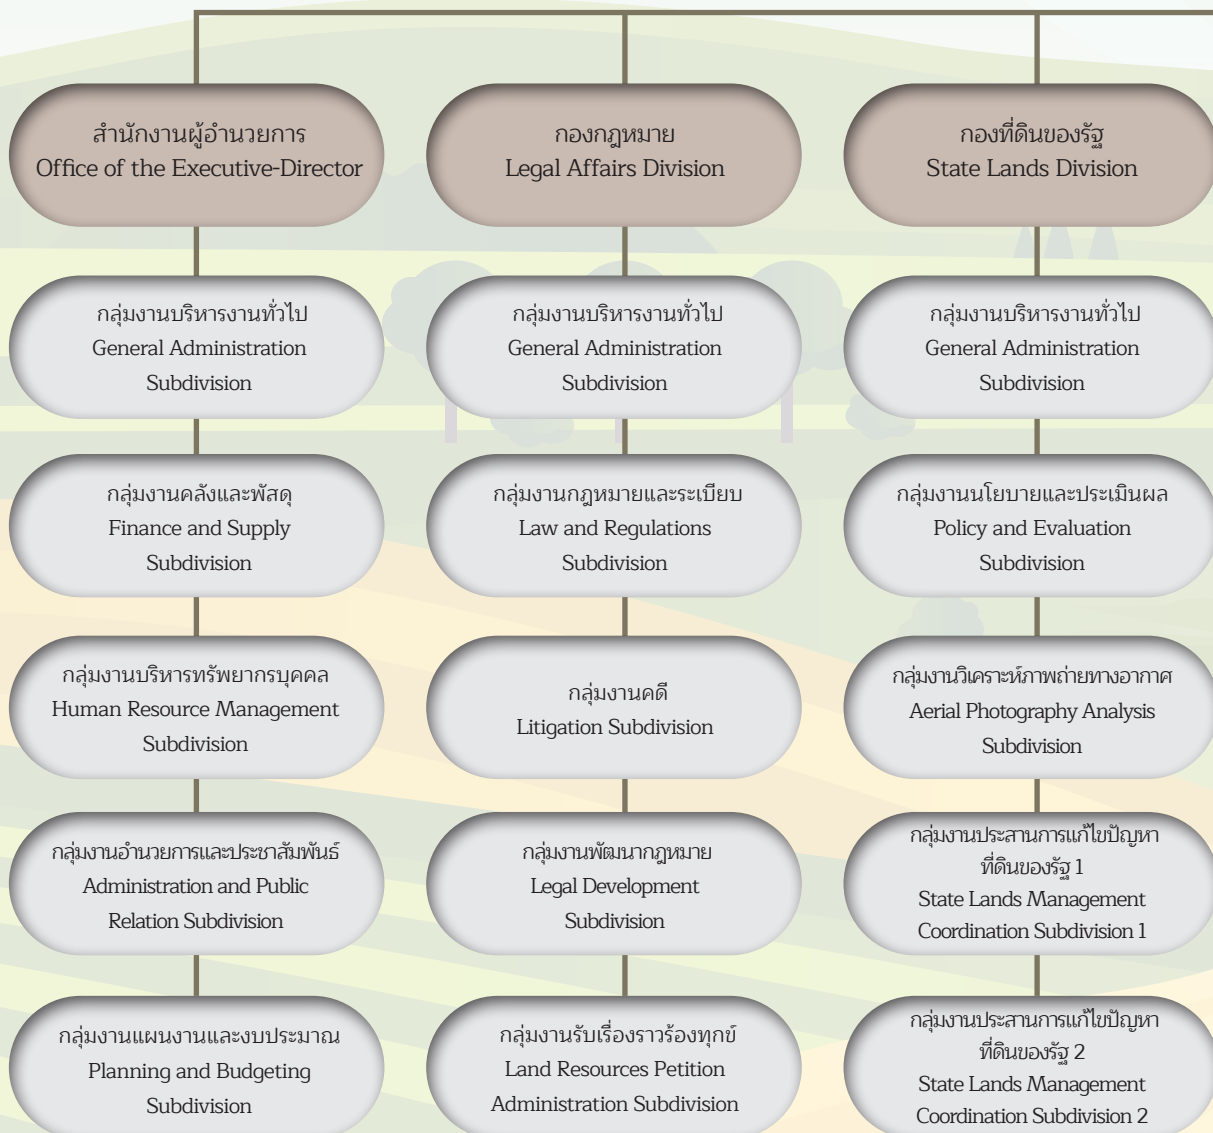 สำนักงานผู้อำนวยการ
Office of the Executive-Director
กลุ่มงานบริหารงานทั่วไป
General Administration
Subdivision
กลุ่มงานคลังและพัสดุ
Finance and Supply
Subdivision
กลุ่มงานบริหารทรัพยากรบุคคล
Human Resource Management
Subdivision
กลุ่มงานอำนวยการและประชาสัมพันธ์
Administration and Public
Relation Subdivision
กลุ่มงานแผนงานและงบประมาณ
Planning and Budgeting
Subdivision
กองกฎหมาย
Legal Affairs Division
กลุ่มงานบริหารงานทั่วไป
General Administration
Subdivision
กลุ่มงานกฎหมายและระเบียบ
Law and Regulations
Subdivision
กลุ่มงานคดี
Litigation Subdivision
กลุ่มงานพัฒนากฎหมาย
Legal Development
Subdivision
กลุ่มงานรับเรื่องราวร้องทุกข์
Land Resources Petition
Administration Subdivision
กองที่ดินของรัฐ
State Lands Division
กลุ่มงานบริหารงานทั่วไป
General Administration
Subdivision
กลุ่มงานนโยบายและประเมินผล
Policy and Evaluation
Subdivision
กลุ่มงานวิเคราะห์ภาพถ่ายทางอากาศ
Aerial Photography Analysis
Subdivision
กลุ่มงานประสานการแก้ไขปัญหา
ที่ดินของรัฐ 1
State Lands Management
Coordination Subdivision 1
กลุ่มงานประสานการแก้ไขปัญหา
ที่ดินของรัฐ 2
State Lands Management
Coordination Subdivision 2